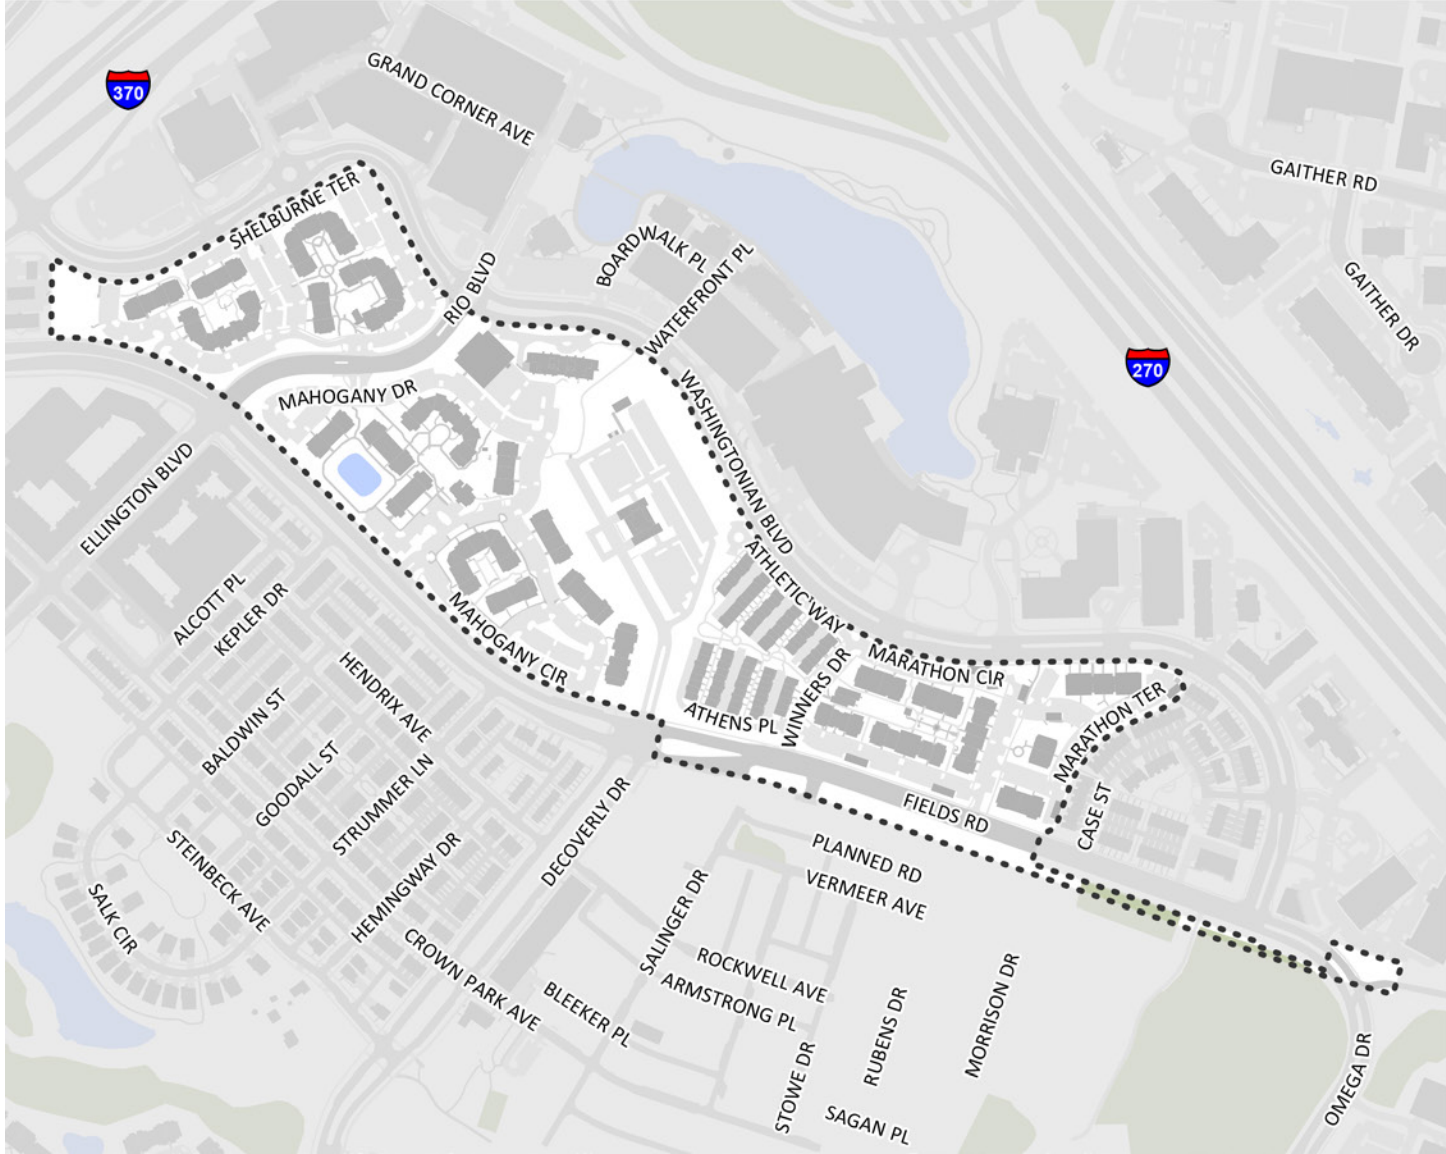 370
GRAND CORNER AVE
GAITHER RD
SHELBURNE TER
BOARDWALK PL
WATERFRONT PL
RIO BLVD
GAITHER DR
270
MAHOGANY DR
WASHINGTONIAN BLVD
ELLINGTON BLVD
ATHLETIC WAY
ALCOTT PL
KEPLER DR
MAHOGANY CIR
HENDRIX AVE
WINNERS DR
MARATHON CIR
MARATHON TER
BALDWIN ST
ATHENS PL
GOODALL ST
STRUMMER LN
DECOVERLY DR
FIELDS RD
CASE ST
STEINBECK AVE
HEMINGWAY DR
PLANNED RD
VERMEER AVE
SALK CIR
SALINGER DR
CROWN PARK AVE
ROCKWELL AVE
ARMSTRONG PL
BLEEKER PL
RUBENS DR
MORRISON DR
STOWE DR
SAGAN PL
OMEGA DR